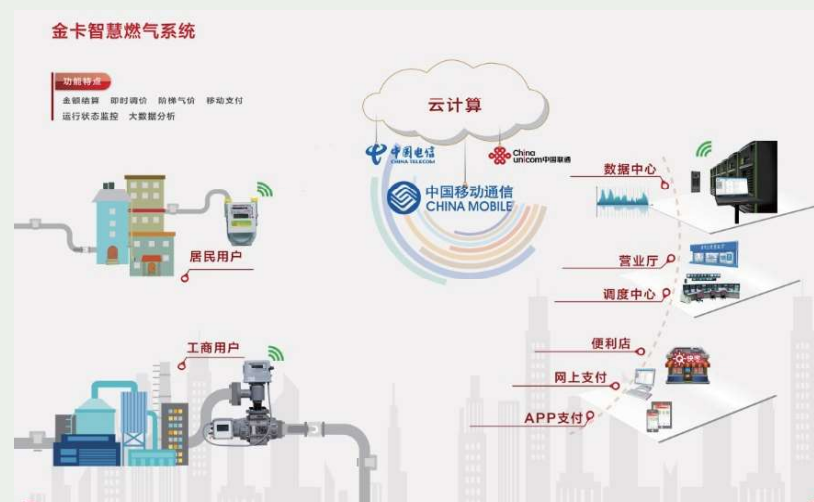 金卡智慧燃气系统
功能特点
金额结算 即时调价 阶梯气价 移动支付
运行状态监控 大数据分析
云计算
中国电信
CHINA TELECOM
China
unicom中国联通
中国移动通信
CHINA MOBILE
居民用户
工商用户
数据中心
营业厅
调度中心
便利店
网上支付
APP支付